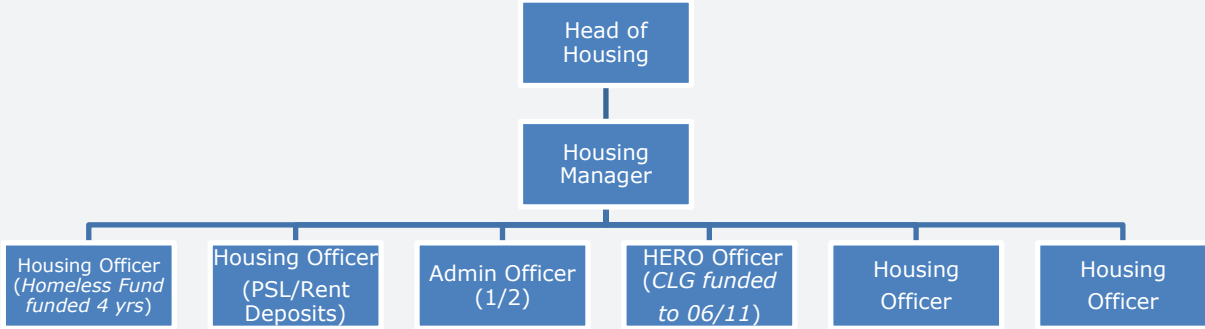 Head of
Housing
Housing
Manager
Housing Officer
(Homeless Fund
funded 4 yrs)
Housing Officer
(PSL/Rent
Deposits)
Admin Officer
(1/2)
HERO Officer
(CLG funded
to 06/11)
Housing
Officer
Housing
Officer